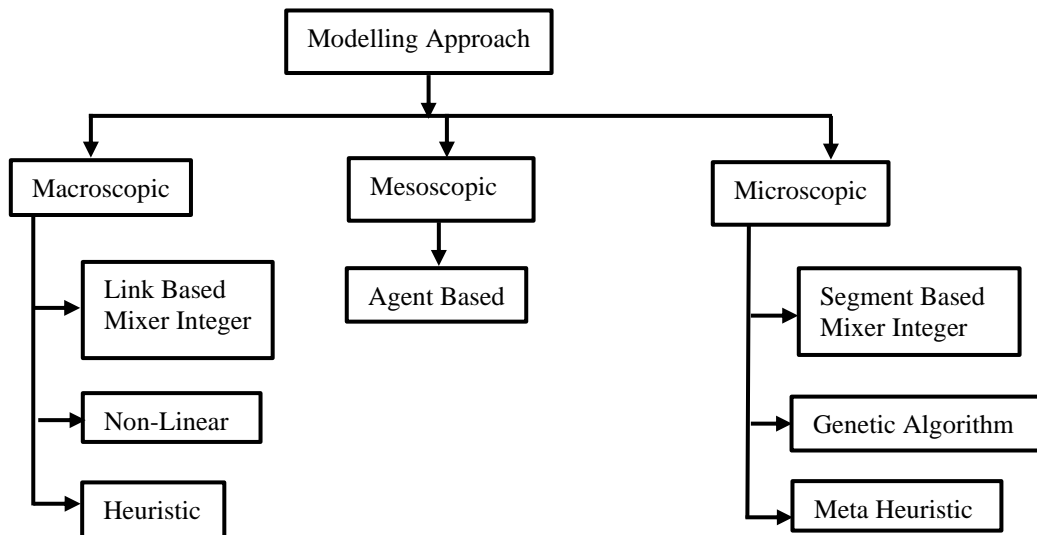 Modelling Approach
Macroscopic
Mesoscopic
Microscopic
Link Based
Mixer Integer
Agent Based
Segment Based
Mixer Integer
Non-Linear
Genetic Algorithm
Heuristic
Meta Heuristic